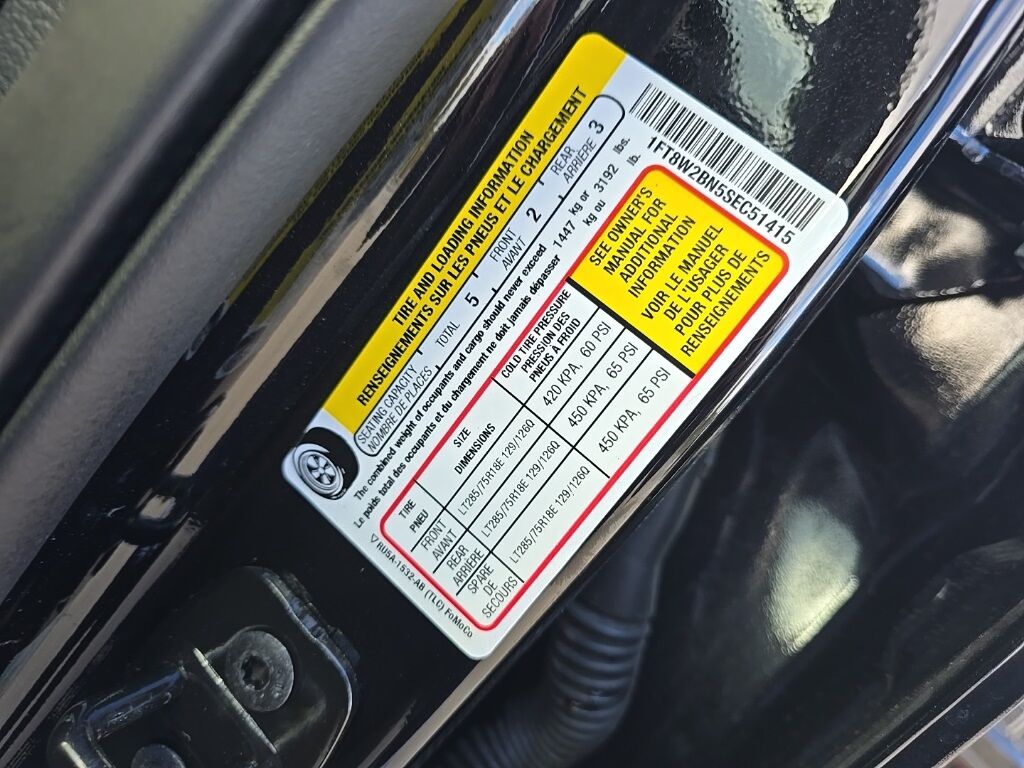 TIRE AND LOADING INFORMATION
RENSEIGNEMENTS SUR LES PNEUS ET LE CHARGEMENT
SEATING CAPACITY
NOMBRE DE PLACES
TOTAL 5
FRONT
AVANT 2
REAR
ARRIÈRE 3
The combined weight of occupants and cargo should never exceed 1447 kg or 3192 lbs.
Le poids total des occupants et du chargement ne doit jamais dépasser kg ou lb.
TIRE
PNEU
SIZE
DIMENSIONS
COLD TIRE PRESSURE
PRESSION DES
PNEUS À FROID
FRONT
AVANT
LT285/75R18E 129/126Q
420 KPA, 60 PSI
REAR
ARRIÈRE
LT285/75R18E 129/126Q
450 KPA, 65 PSI
SPARE
DE
SECOURS
LT285/75R18E 129/126Q
450 KPA, 65 PSI
SEE OWNER'S
MANUAL FOR
ADDITIONAL
INFORMATION
VOIR LE MANUEL
DE L'USAGER
POUR PLUS DE
RENSEIGNEMENTS
1FT8W2BN5SEC51415
RU5A-1532-AB (TLC) FoMoCo